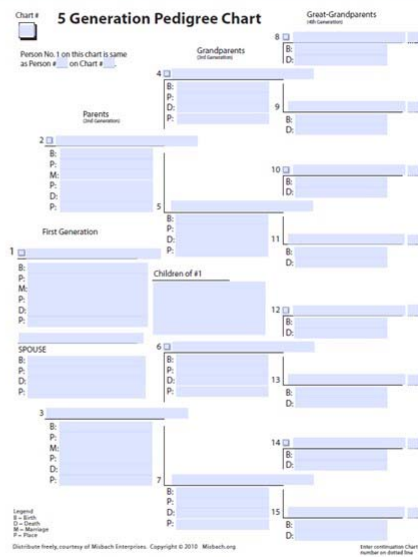 Chart #
5 Generation Pedigree Chart
Great-Grandparents
(4th Generation)
Person No. 1 on this chart is same
as Person # on Chart # .
Grandparents
(3rd Generation)
8
B:
D:
4
B:
P:
D:
P:
9
B:
D:
Parents
(2nd Generation)
2
B:
P:
M:
P:
D:
P:
10
B:
D:
5
B:
P:
D:
P:
11
B:
D:
First Generation
1
B:
P:
M:
P:
D:
P:
Children of #1
12
B:
D:
SPOUSE
B:
P:
D:
P:
6
B:
P:
D:
P:
13
B:
D:
3
B:
P:
M:
P:
D:
P:
14
B:
D:
7
B:
P:
D:
P:
15
B:
D:
Legend
B = Birth
D = Death
M = Marriage
P = Place
Distribute freely, courtesy of Misbach Enterprises. Copyright © 2010 Misbach.org
Enter continuation Chart
number on dotted line